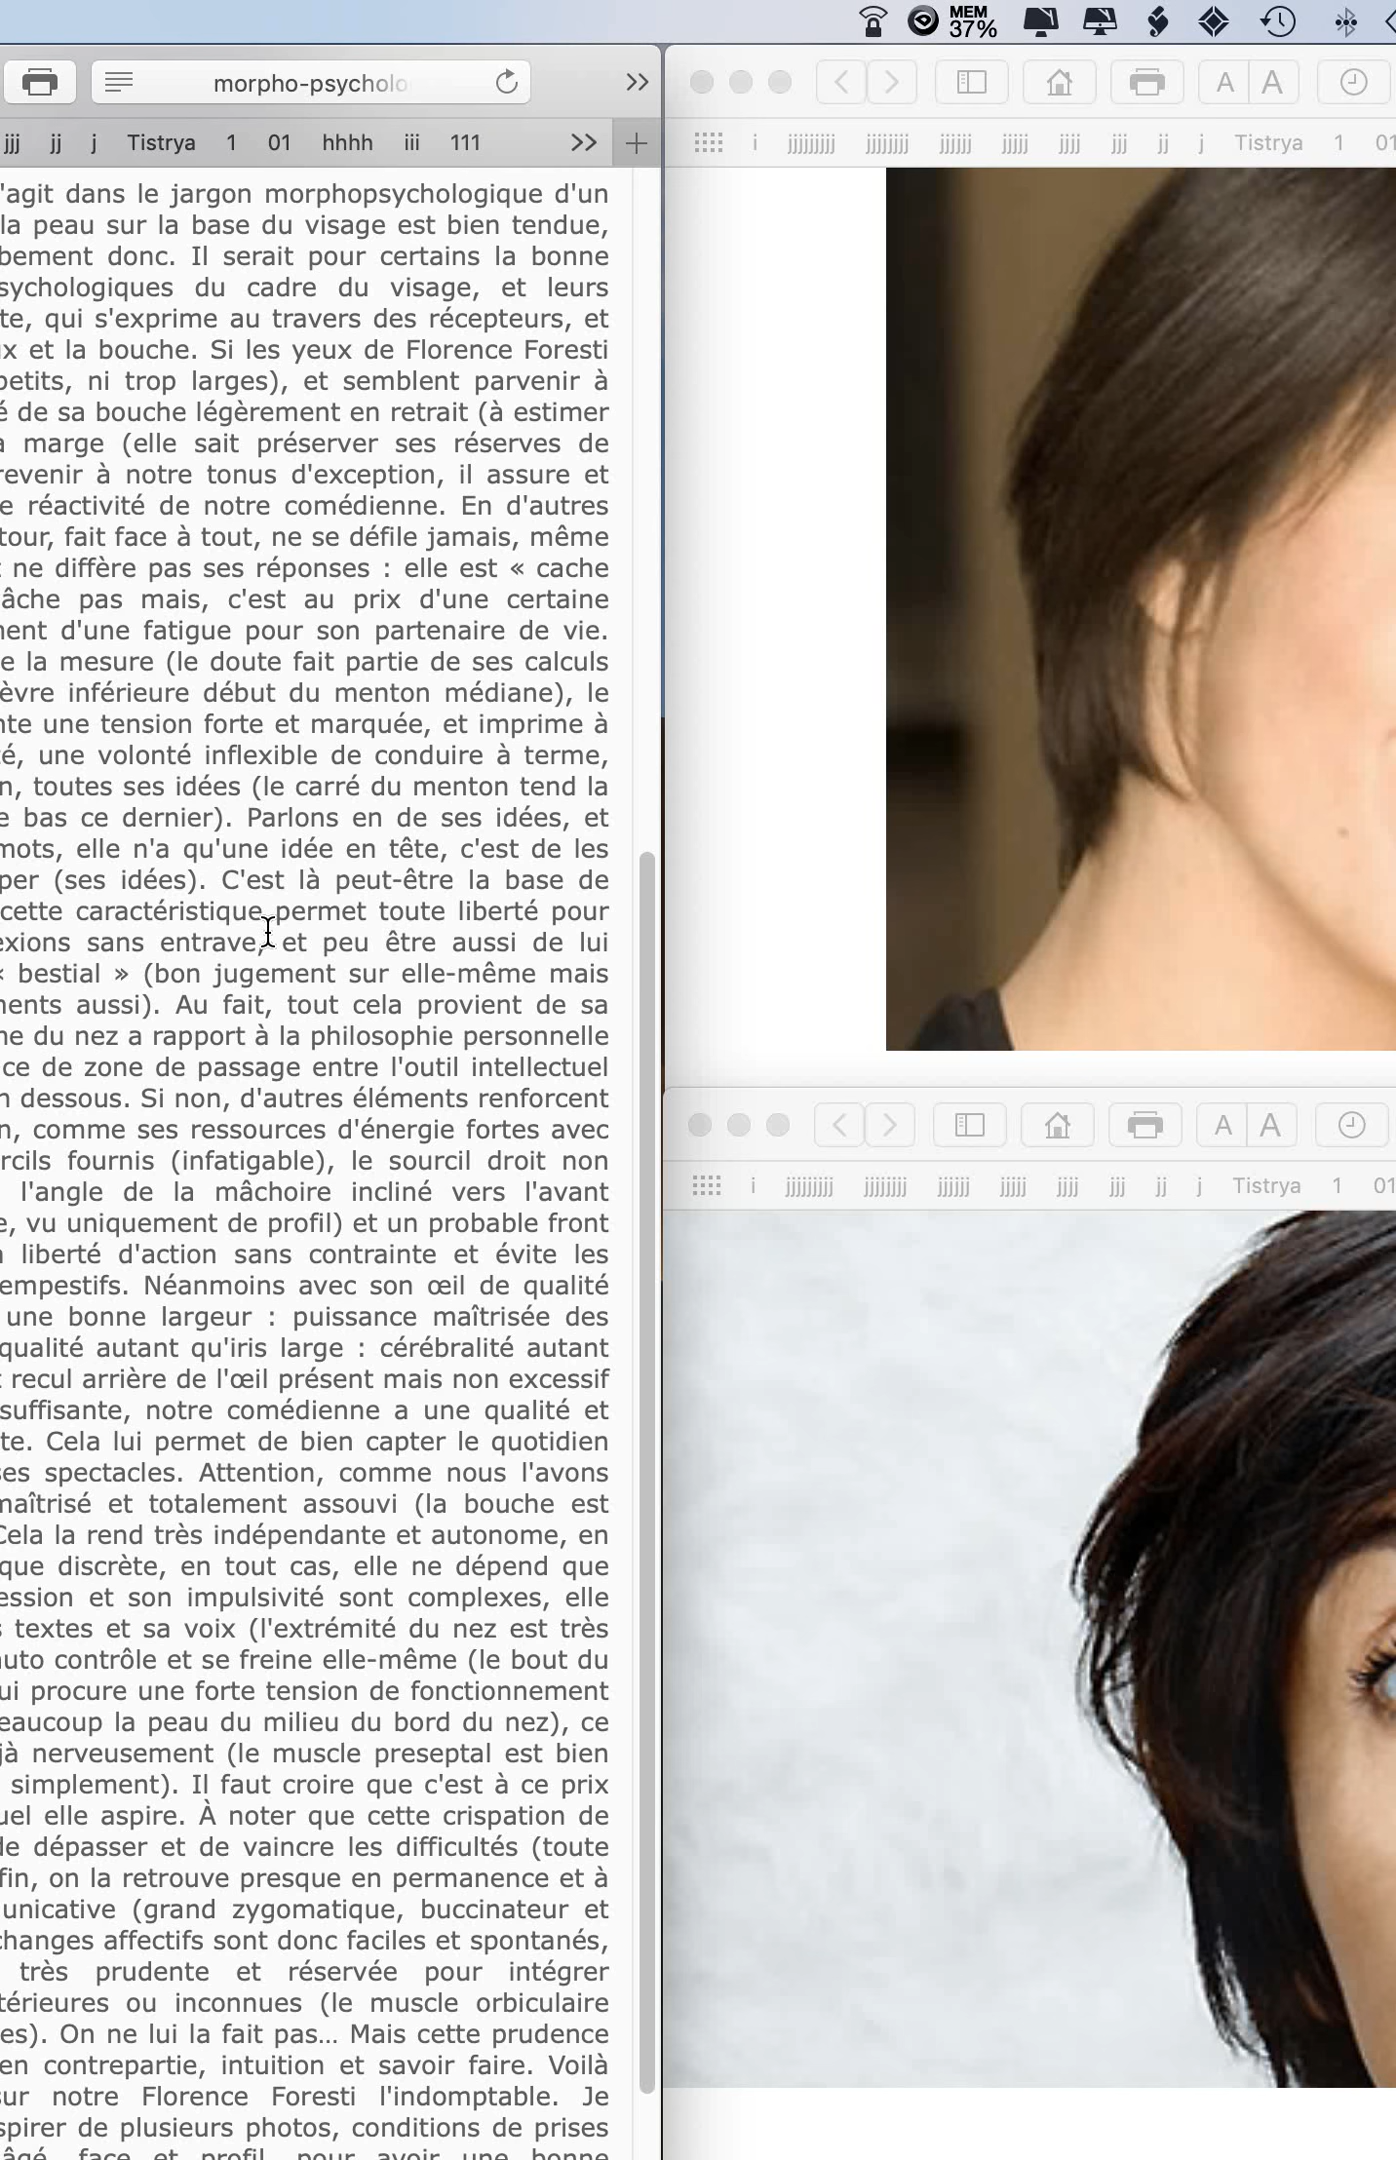 MEM
37%
morpho-psycholo
jjj jj j Tistrya 1 01 hhhh iii 111
'agit dans le jargon morphopsychologique d'un
la peau sur la base du visage est bien tendue,
bement donc. Il serait pour certains la bonne
sychologiques du cadre du visage, et leurs
te, qui s'exprime au travers des récepteurs, et
x et la bouche. Si les yeux de Florence Foresti
petits, ni trop larges), et semblent parvenir à
é de sa bouche légèrement en retrait (à estimer
a marge (elle sait préserver ses réserves de
revenir à notre tonus d'exception, il assure et
e réactivité de notre comédienne. En d'autres
tour, fait face à tout, ne se défile jamais, même
t ne diffère pas ses réponses : elle est « cache
âche pas mais, c'est au prix d'une certaine
nent d'une fatigue pour son partenaire de vie.
e la mesure (le doute fait partie de ses calculs
èvre inférieure début du menton médiane), le
nte une tension forte et marquée, et imprime à
té, une volonté inflexible de conduire à terme,
n, toutes ses idées (le carré du menton tend la
e bas ce dernier). Parlons en de ses idées, et
mots, elle n'a qu'une idée en tête, c'est de les
per (ses idées). C'est là peut-être la base de
cette caractéristique permet toute liberté pour
exions sans entrave, et peu être aussi de lui
« bestial » (bon jugement sur elle-même mais
nents aussi). Au fait, tout cela provient de sa
ne du nez a rapport à la philosophie personnelle
ce de zone de passage entre l'outil intellectuel
n dessous. Si non, d'autres éléments renforcent
n, comme ses ressources d'énergie fortes avec
rcils fournis (infatigable), le sourcil droit non
l'angle de la mâchoire incliné vers l'avant
e, vu uniquement de profil) et un probable front
a liberté d'action sans contrainte et évite les
empestifs. Néanmoins avec son œil de qualité
une bonne largeur : puissance maîtrisée des
qualité autant qu'iris large : cérébralité autant
t recul arrière de l'œil présent mais non excessif
suffisante, notre comédienne a une qualité et
te. Cela lui permet de bien capter le quotidien
ses spectacles. Attention, comme nous l'avons
maîtrisé et totalement assouvi (la bouche est
Cela la rend très indépendante et autonome, en
que discrète, en tout cas, elle ne dépend que
ession et son impulsivité sont complexes, elle
s textes et sa voix (l'extrémité du nez est très
auto contrôle et se freine elle-même (le bout du
ui procure une forte tension de fonctionnement
eaucoup la peau du milieu du bord du nez), ce
jà nerveusement (le muscle preseptal est bien
simplement). Il faut croire que c'est à ce prix
uel elle aspire. À noter que cette crispation de
de dépasser et de vaincre les difficultés (toute
fin, on la retrouve presque en permanence et à
unicative (grand zygomatique, buccinateur et
changes affectifs sont donc faciles et spontanés,
très prudente et réservée pour intégrer
térieures ou inconnues (le muscle orbiculaire
es). On ne lui la fait pas... Mais cette prudence
en contrepartie, intuition et savoir faire. Voilà
sur notre Florence Foresti l'indomptable. Je
spirer de plusieurs photos, conditions de prises
âgé, face et profil, pour avoir une bonne
A A
i jjjjjjjjj jjjjjjjj jjjjjj jjjjj jjjj jjj jj j Tistrya 1 01
A A
i jjjjjjjjj jjjjjjjj jjjjjj jjjjj jjjj jjj jj j Tistrya 1 01